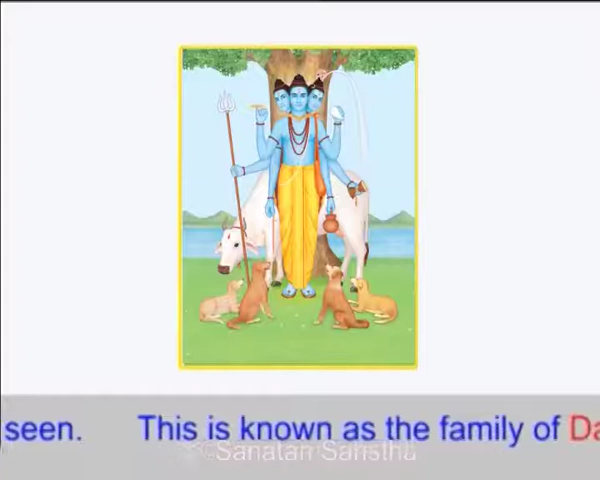 seen. This is known as the family of Da
Sanatan Sanstha